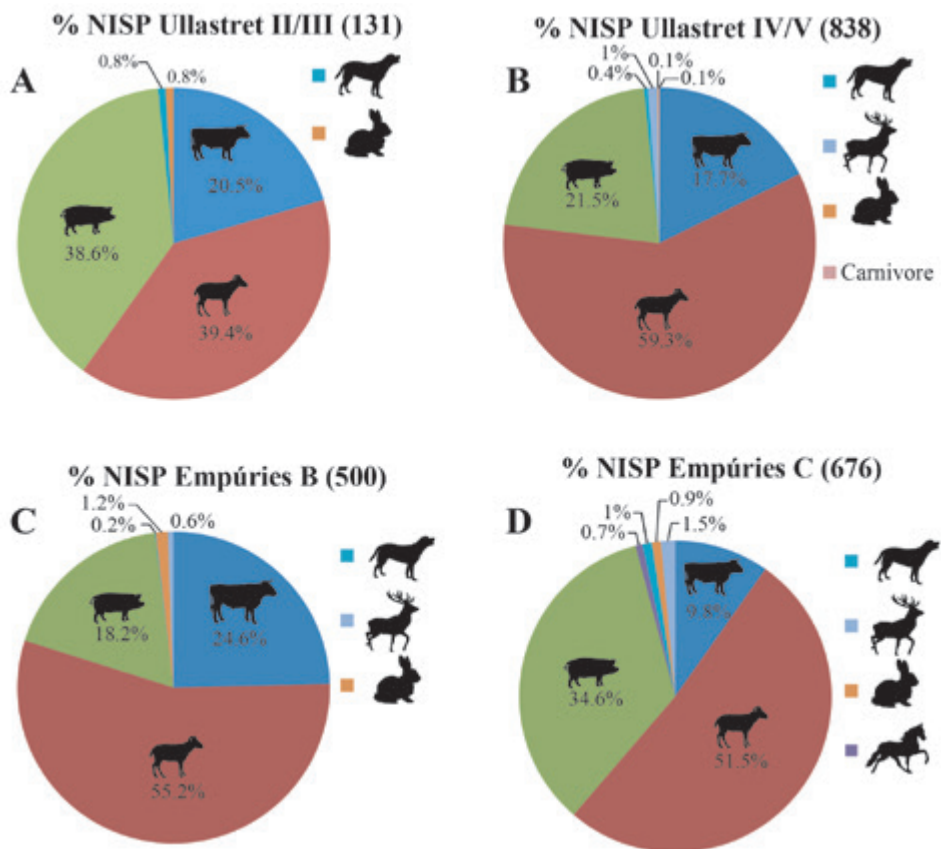 % NISP Ullastret II/III (131)
A
0.8%
0.8%
20.5%
38.6%
39.4%
% NISP Ullastret IV/V (838)
B
1%
0.1%
0.4%
0.1%
17.7%
21.5%
59.3%
Carnivore
% NISP Empúries B (500)
C
1.2%
0.2%
0.6%
24.6%
18.2%
55.2%
% NISP Empúries C (676)
D
0.9%
1%
0.7%
1.5%
9.8%
34.6%
51.5%